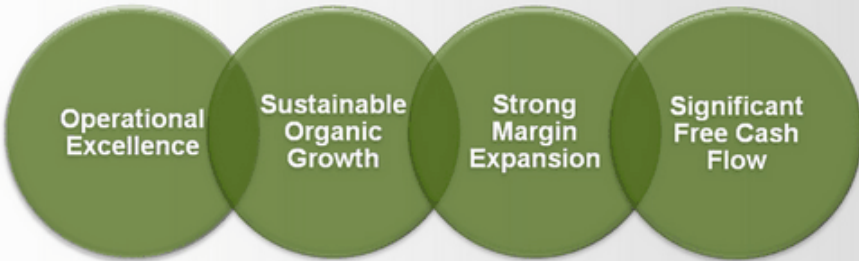 Operational
Excellence
Sustainable
Organic
Growth
Strong
Margin
Expansion
Significant
Free Cash
Flow